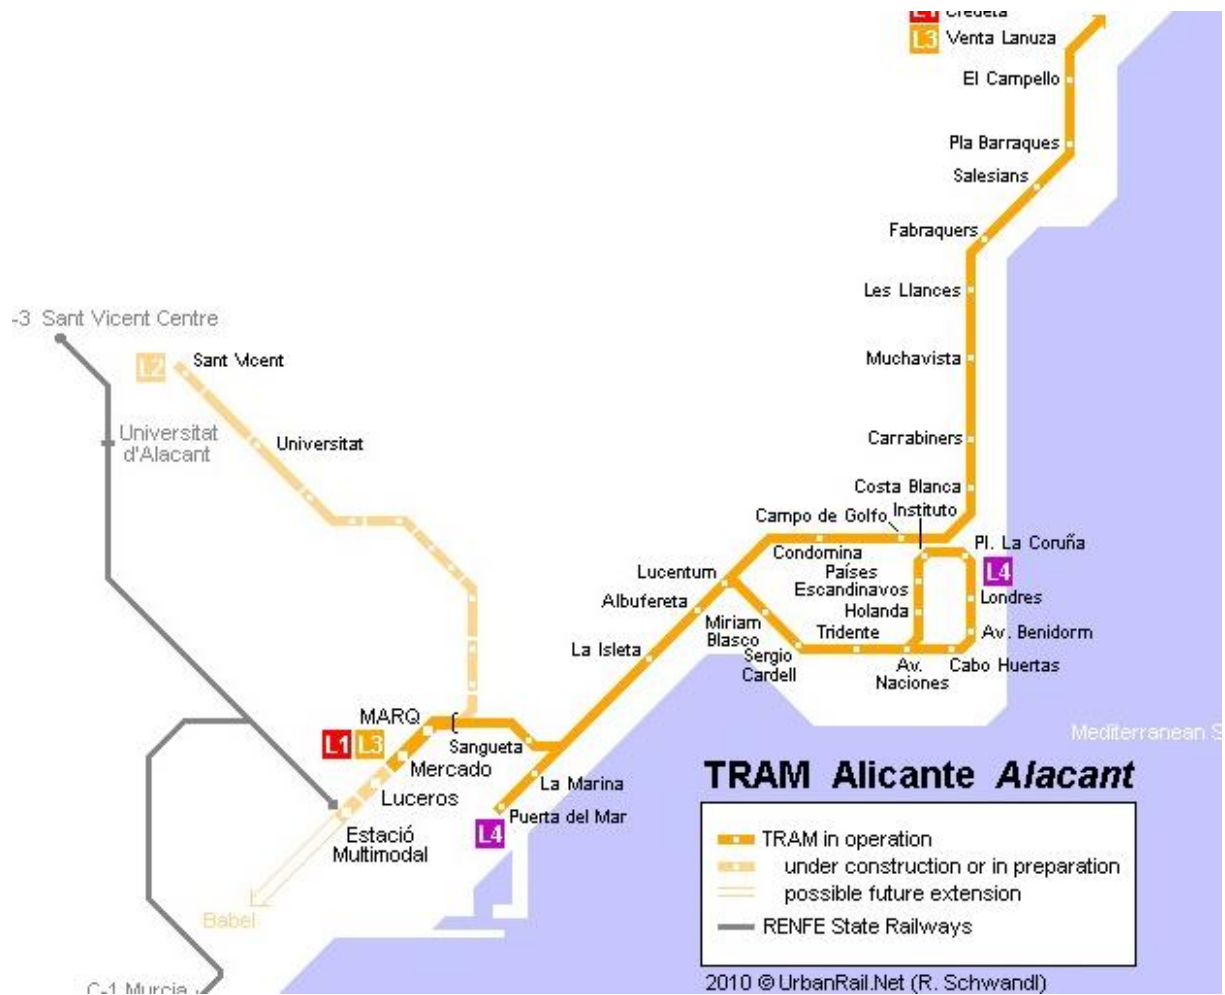 L1 Creueta
L3 Venta Lanuza
El Campello
Pla Barraques
Salesians
Fabraquers
Les Llances
-3 Sant Vicent Centre
Muchavista
L2 Sant Vicent
Universitat
d'Alacant
Universitat
Carrabiners
Costa Blanca
Instituto
Campo de Golfo
Condomina
Pl. La Coruña
L4
Lucentum
Países
Escandinavos
Albufereta
Holanda
Londres
Miriam
Blasco
Tridente
Av. Benidorm
La Isleta
Sergio
Cardell
Av.
Naciones
Cabo Huertas
MARQ
L1 L3
Sangueta
Mercado
Mediterranean S
La Marina
Luceros
Puerta del Mar
L4
Estació
Multimodal
Babel
C-1 Murcia
TRAM Alicante Alacant
TRAM in operation
under construction or in preparation
possible future extension
RENFE State Railways
2010 © UrbanRail.Net (R. Schwandl)